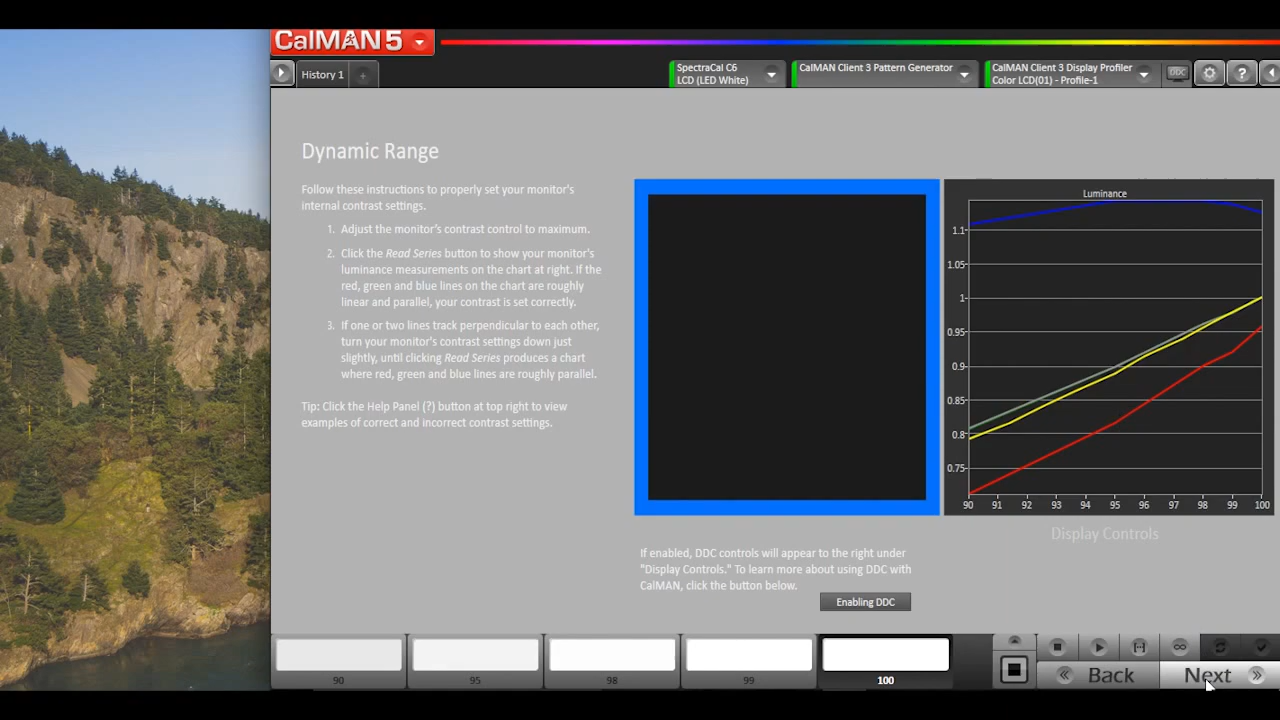 CalMAN 5
History 1
+
SpectraCal C6
LCD (LED White)
CalMAN Client 3 Pattern Generator
CalMAN Client 3 Display Profiler
Color LCD(01) - Profile-1
DDC
?
Dynamic Range
Follow these instructions to properly set your monitor's
internal contrast settings.
1. Adjust the monitor's contrast control to maximum.
2. Click the Read Series button to show your monitor's
luminance measurements on the chart at right. If the
red, green and blue lines on the chart are roughly
linear and parallel, your contrast is set correctly.
3. If one or two lines track perpendicular to each other,
turn your monitor's contrast settings down just
slightly, until clicking Read Series produces a chart
where red, green and blue lines are roughly parallel.
Tip: Click the Help Panel (?) button at top right to view
examples of correct and incorrect contrast settings.
Luminance
1.1
1.05
1
0.95
0.9
0.85
0.8
0.75
90 91 92 93 94 95 96 97 98 99 100
Display Controls
If enabled, DDC controls will appear to the right under
"Display Controls." To learn more about using DDC with
CalMAN, click the button below.
Enabling DDC
90 95 98 99 100
Back
Next